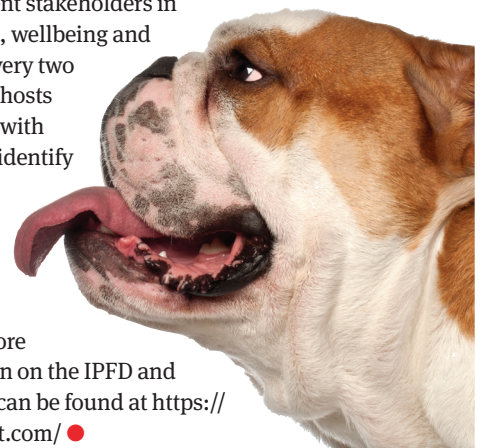 nt stakeholders in
, wellbeing and
very two
hosts
with
identify
ore
n on the IPFD and
can be found at https://
t.com/